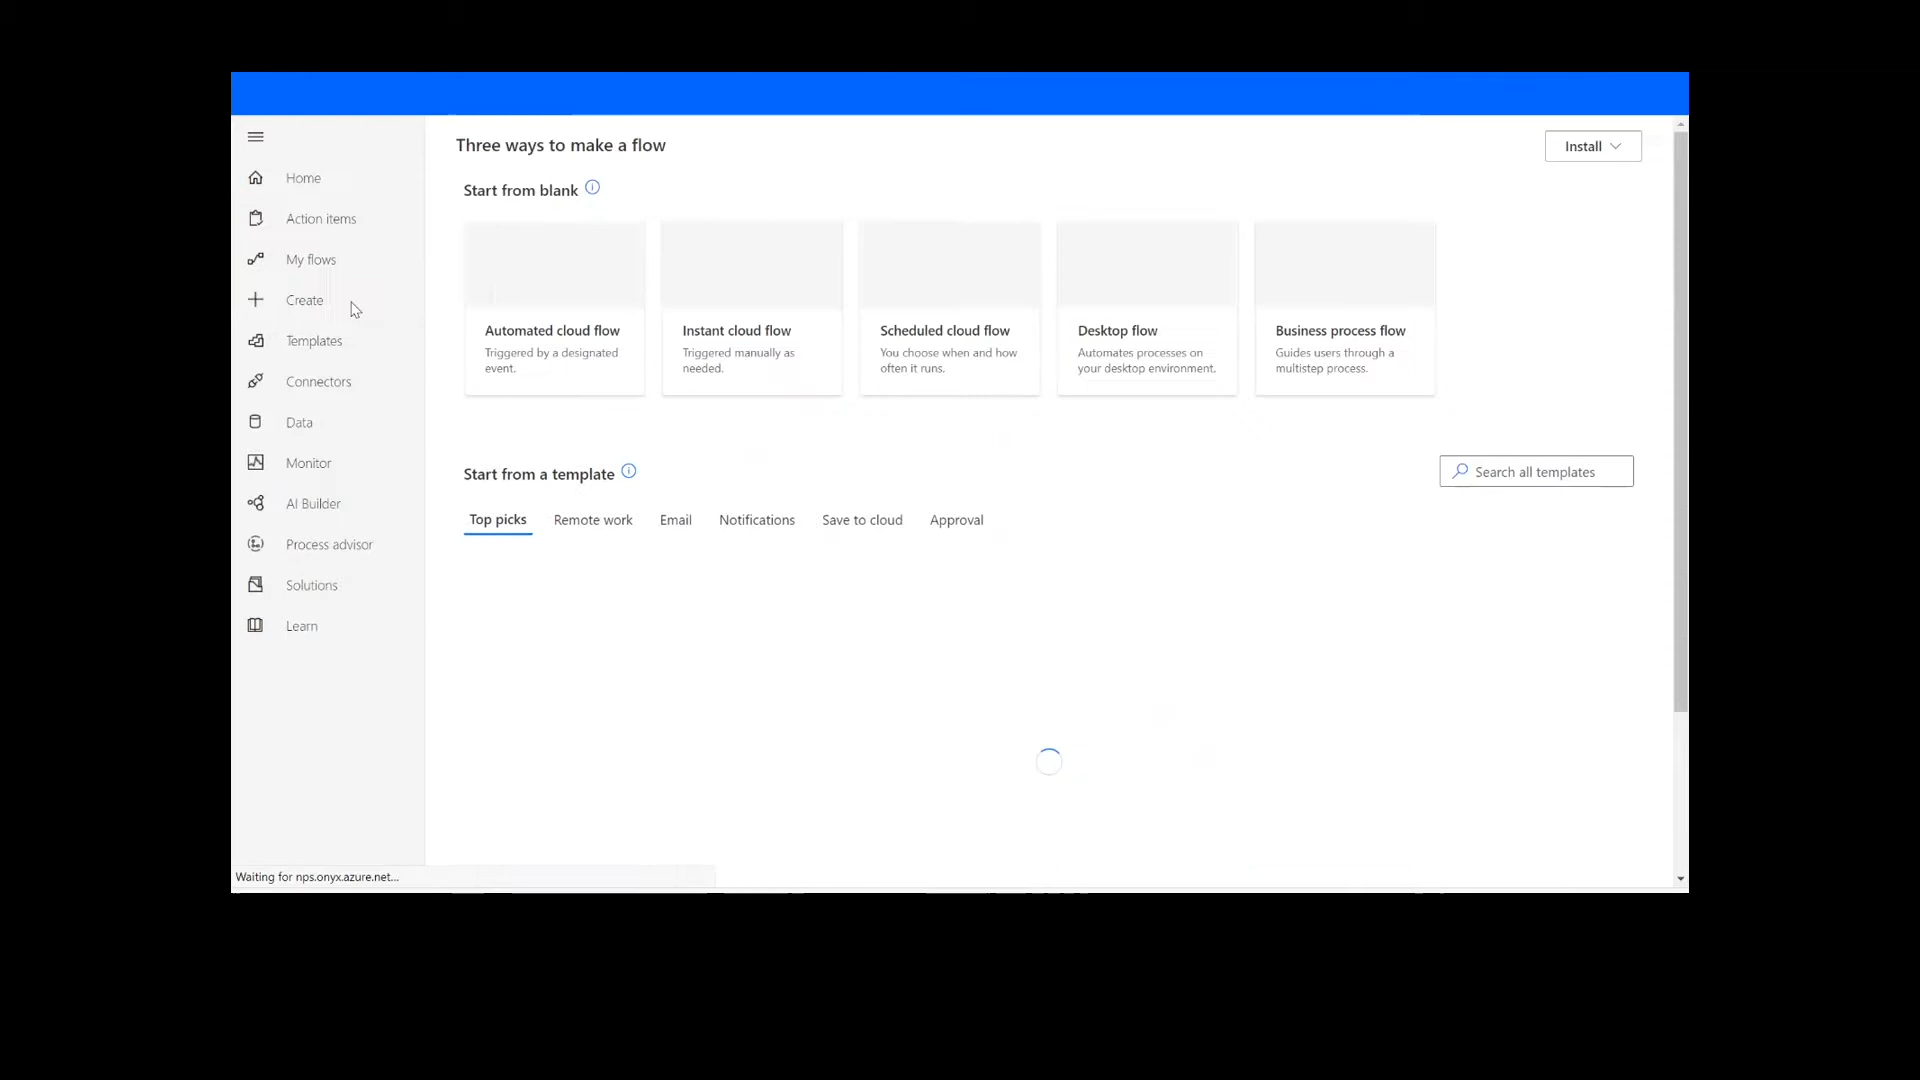 Three ways to make a flow
Install
Home
Start from blank
Action items
My flows
Create
Templates
Connectors
Data
Monitor
AI Builder
Process advisor
Solutions
Learn
Automated cloud flow
Triggered by a designated
event.
Instant cloud flow
Triggered manually as
needed.
Scheduled cloud flow
You choose when and how
often it runs.
Desktop flow
Automates processes on
your desktop environment.
Business process flow
Guides users through a
multistep process.
Start from a template
Search all templates
Top picks
Remote work
Email
Notifications
Save to cloud
Approval
Waiting for nps.onyx.azure.net...